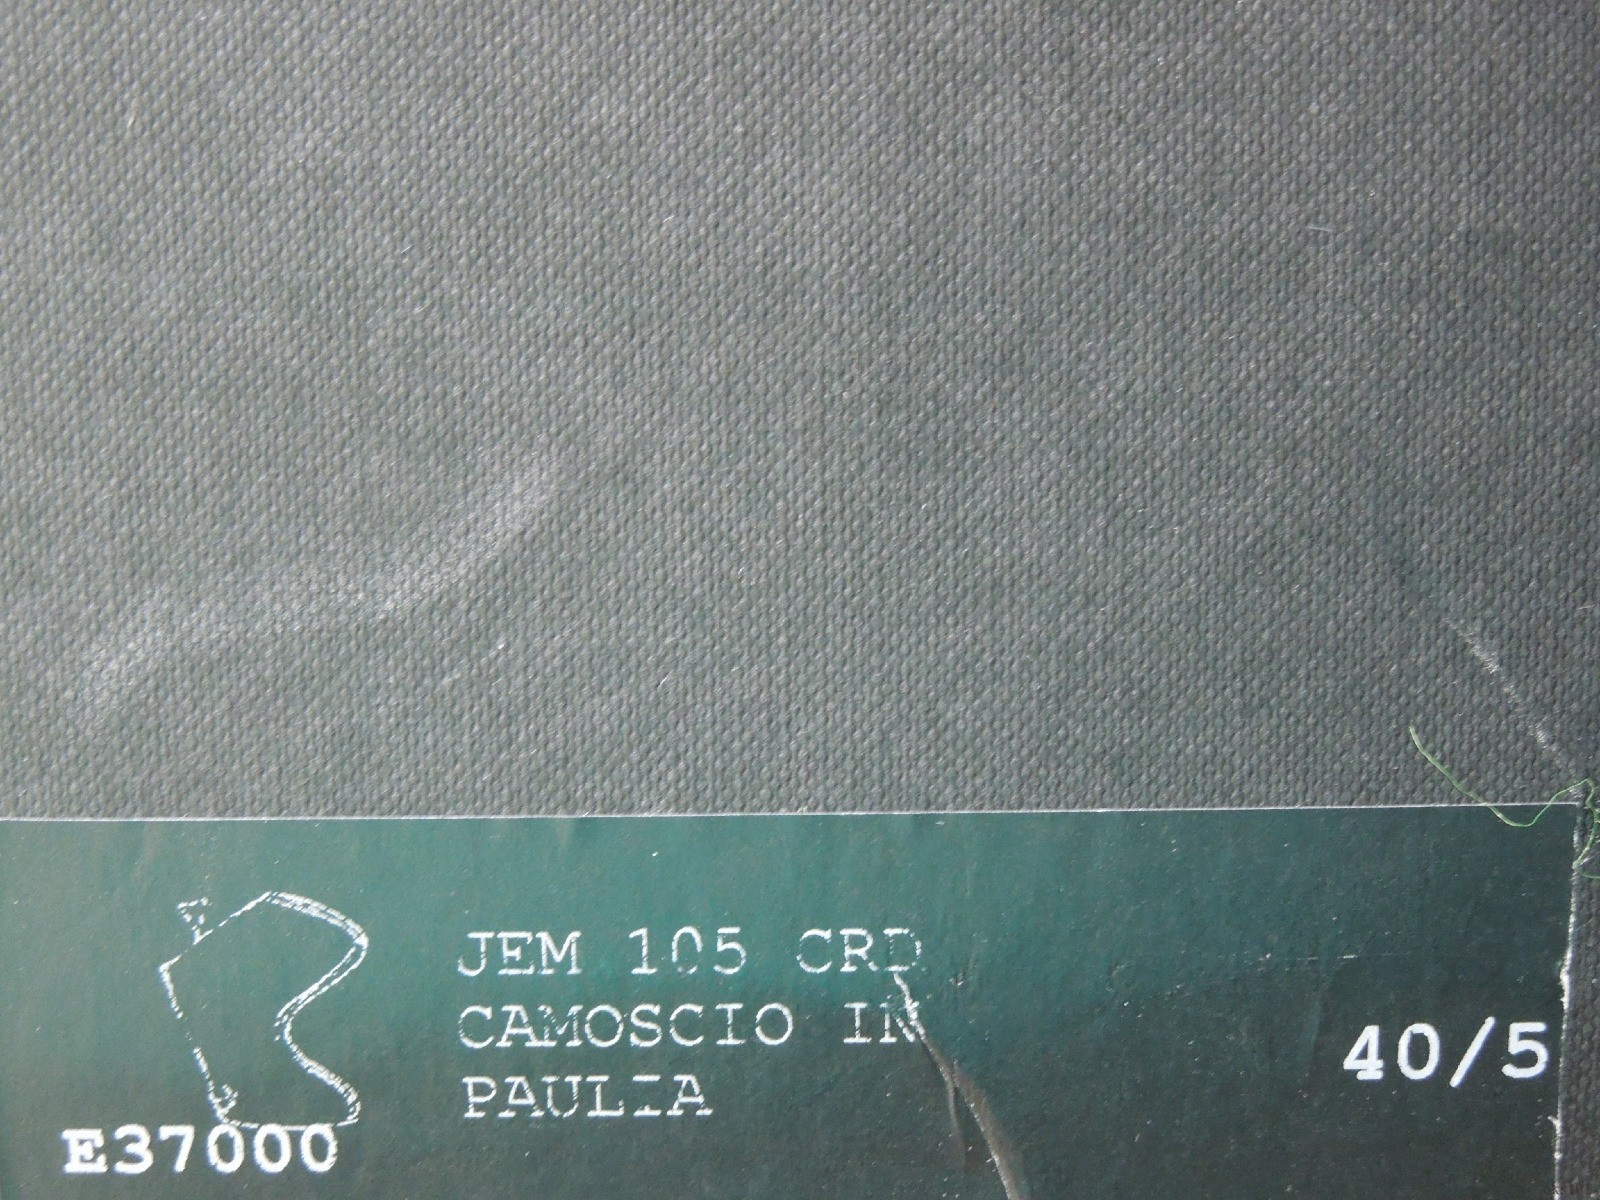 JEM 105 CRD
CAMOSCIO IN
PAULIA
40/5
E37000